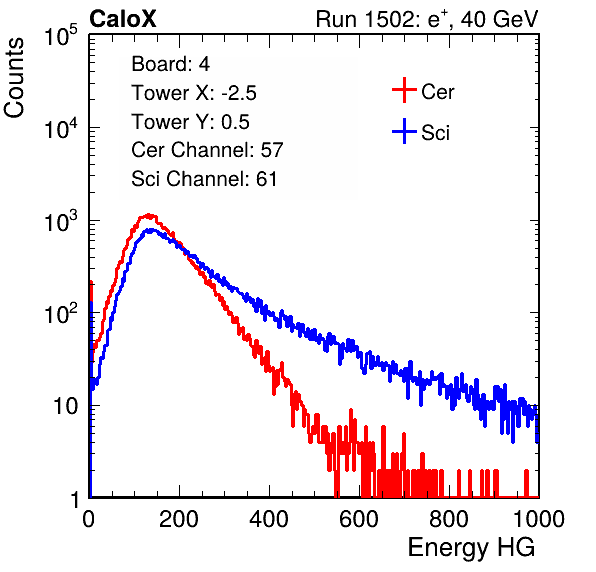 CaloX Run 1502: e⁺, 40 GeV
Counts
Board: 4
Tower X: -2.5
Tower Y: 0.5
Cer Channel: 57
Sci Channel: 61
Cer
Sci
10⁵
10⁴
10³
10²
10
1
0 200 400 600 800 1000
Energy HG